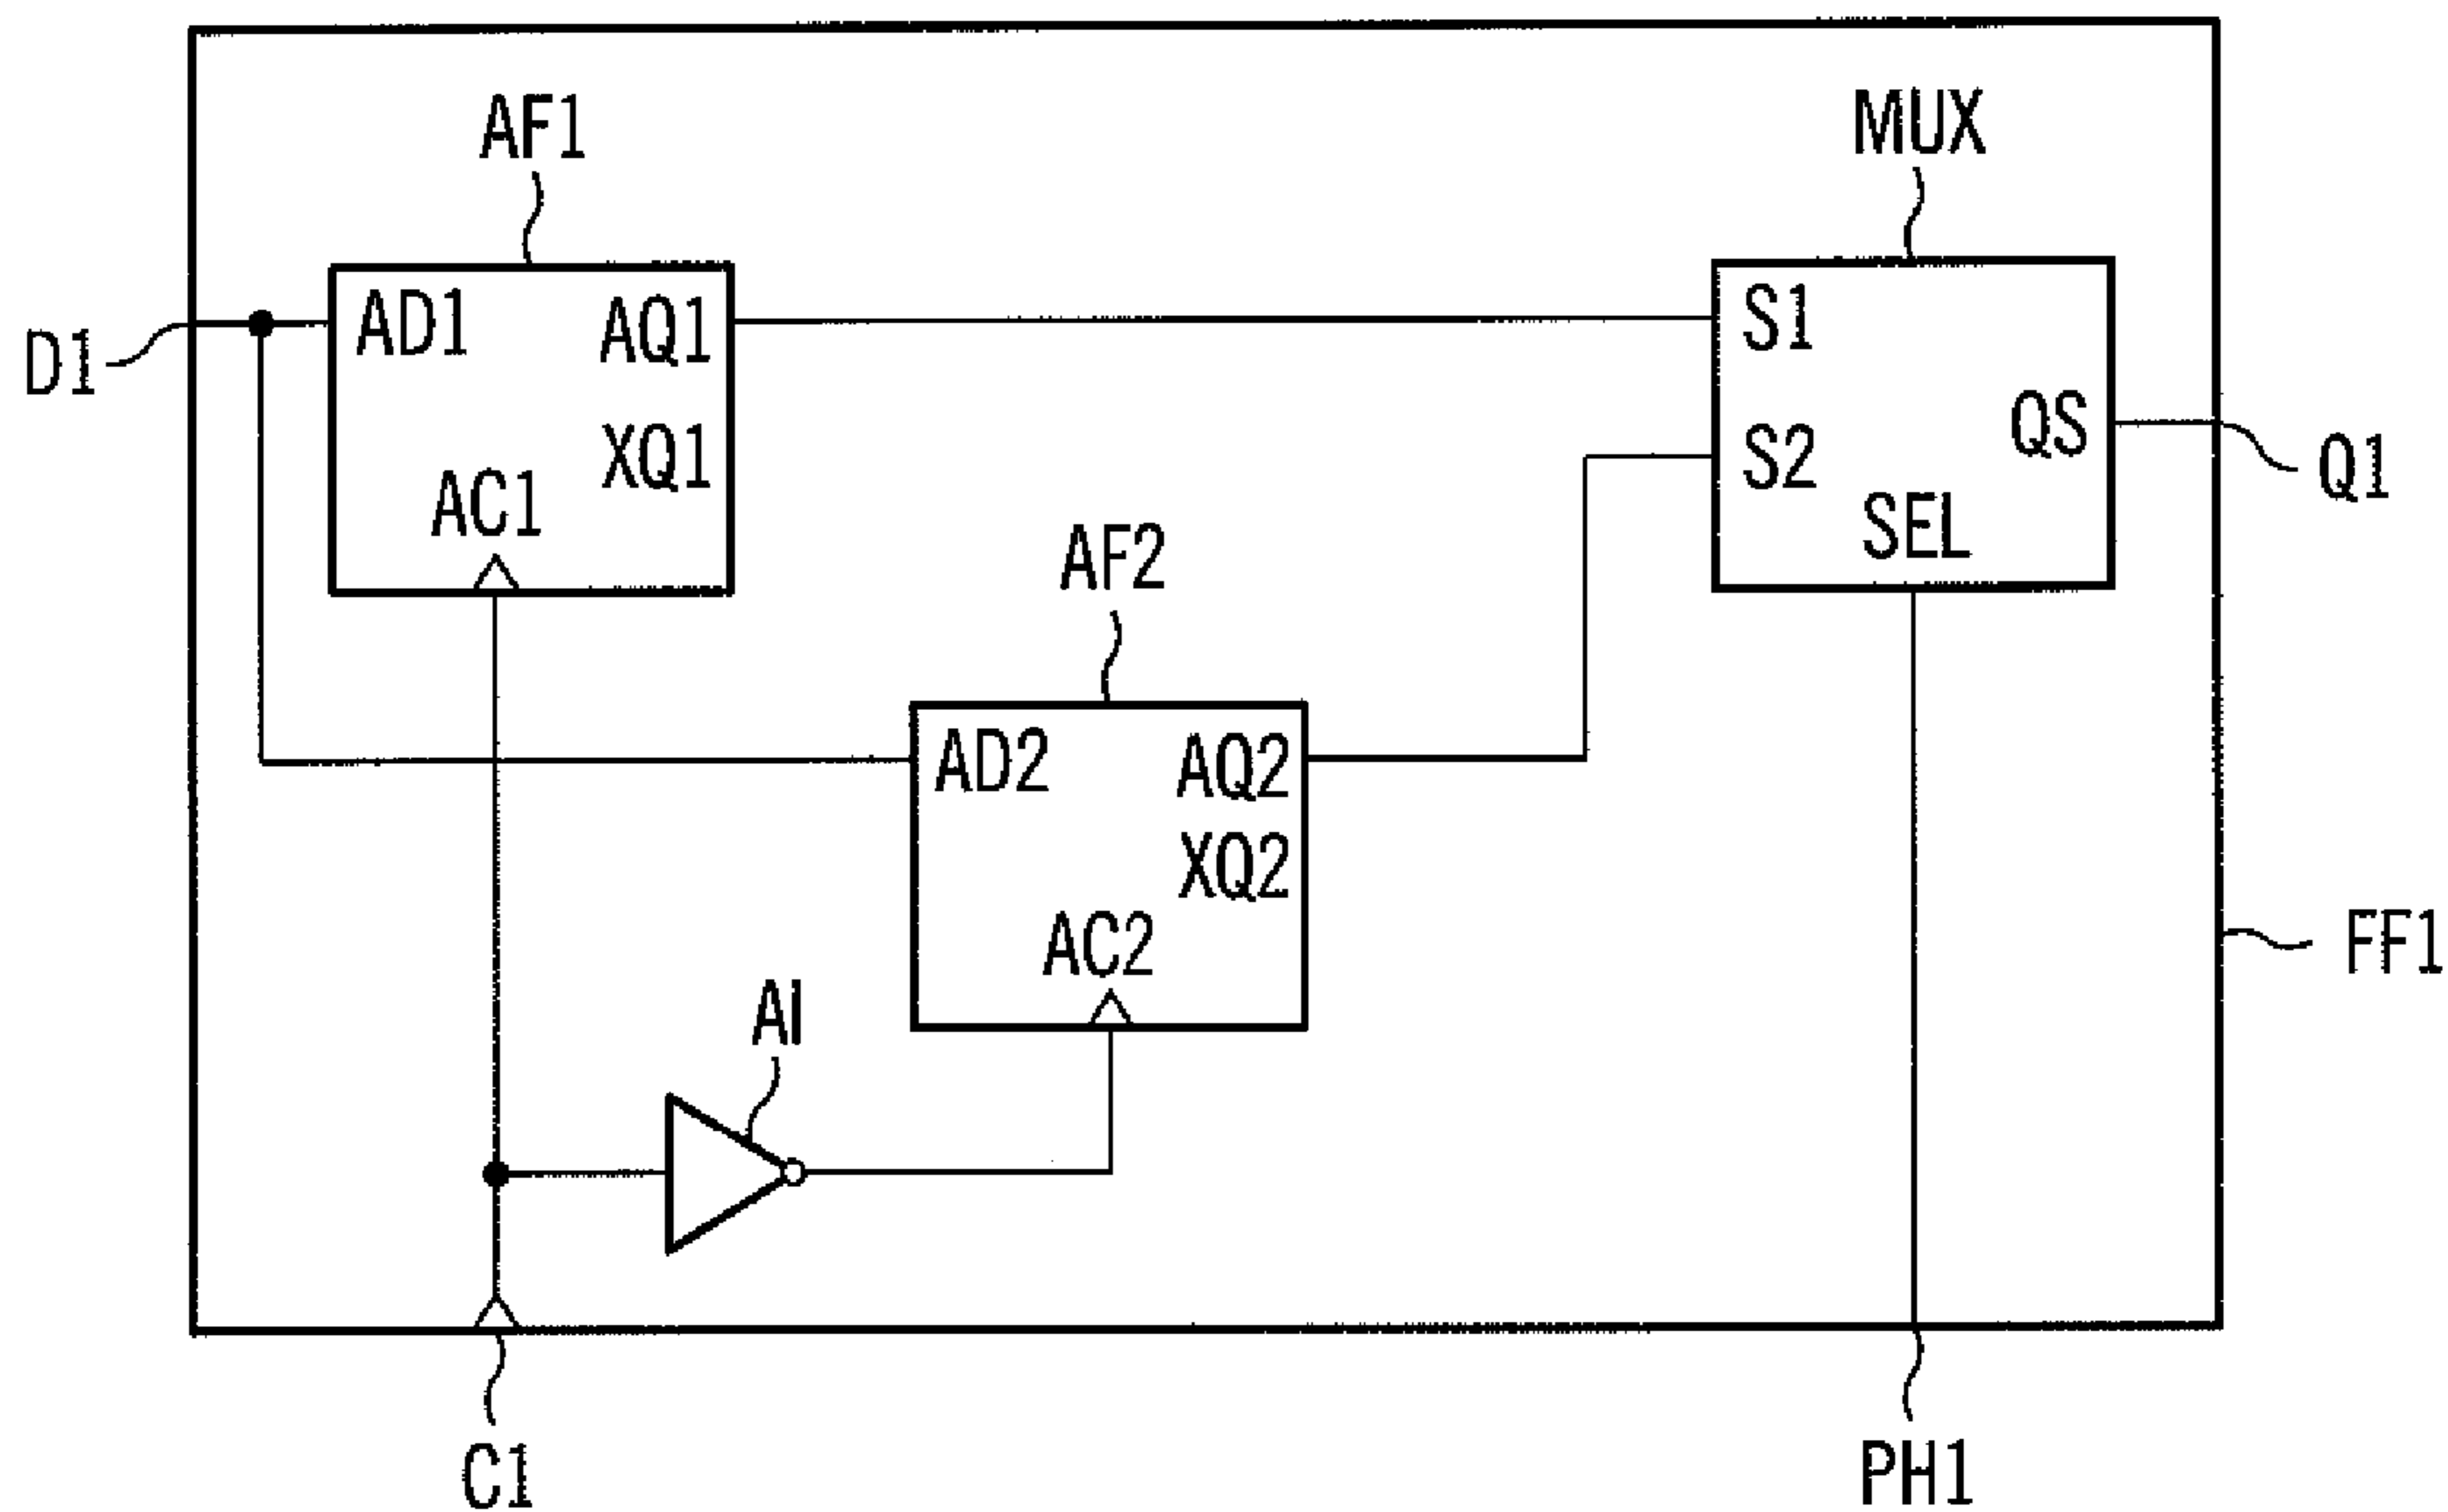 AF1
MUX
D1
AD1
AQ1
XQ1
AC1
S1
S2
QS
SEL
Q1
AF2
AD2
AQ2
XQ2
AC2
FF1
AI
C1
PH1